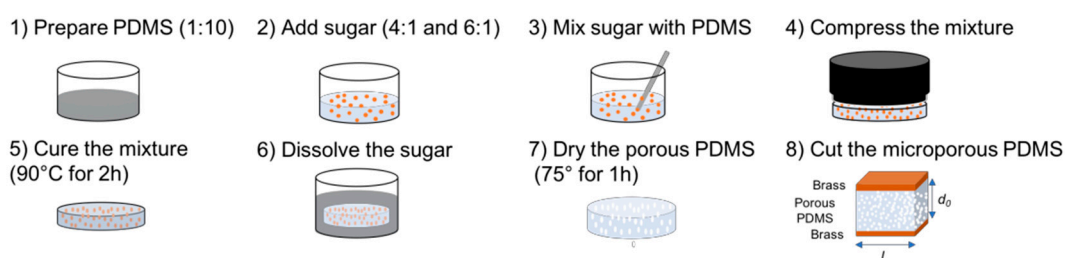 1) Prepare PDMS (1:10)
2) Add sugar (4:1 and 6:1)
3) Mix sugar with PDMS
4) Compress the mixture
5) Cure the mixture
(90°C for 2h)
6) Dissolve the sugar
7) Dry the porous PDMS
(75° for 1h)
8) Cut the microporous PDMS
Brass
Porous
PDMS
Brass
d0